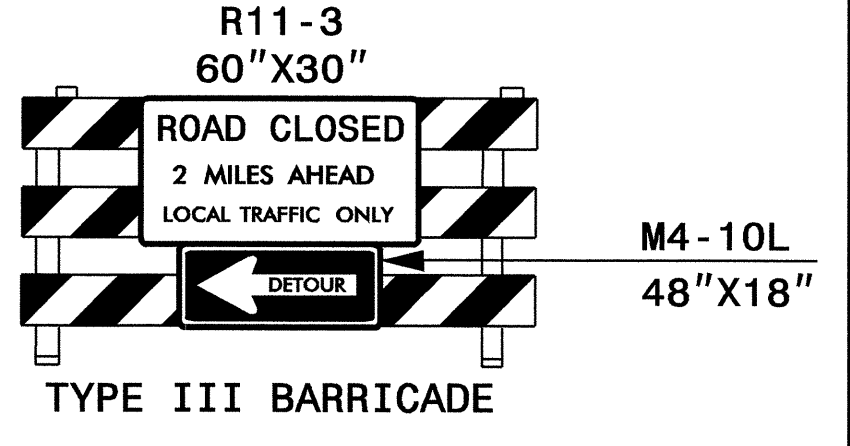 R11-3
60"X30"
ROAD CLOSED
2 MILES AHEAD
LOCAL TRAFFIC ONLY
DETOUR
M4-10L
48"X18"
TYPE III BARRICADE